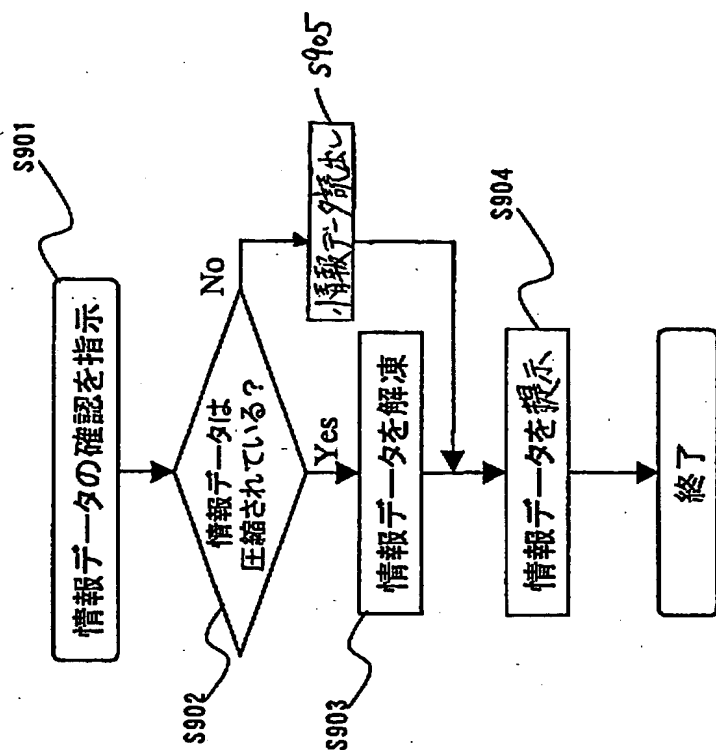 S901
情報データの確認を指示
S902
情報データは
圧縮されている?
No
Yes
S905
情報データ読出し
S903
情報データを解凍
S904
情報データを提示
終了